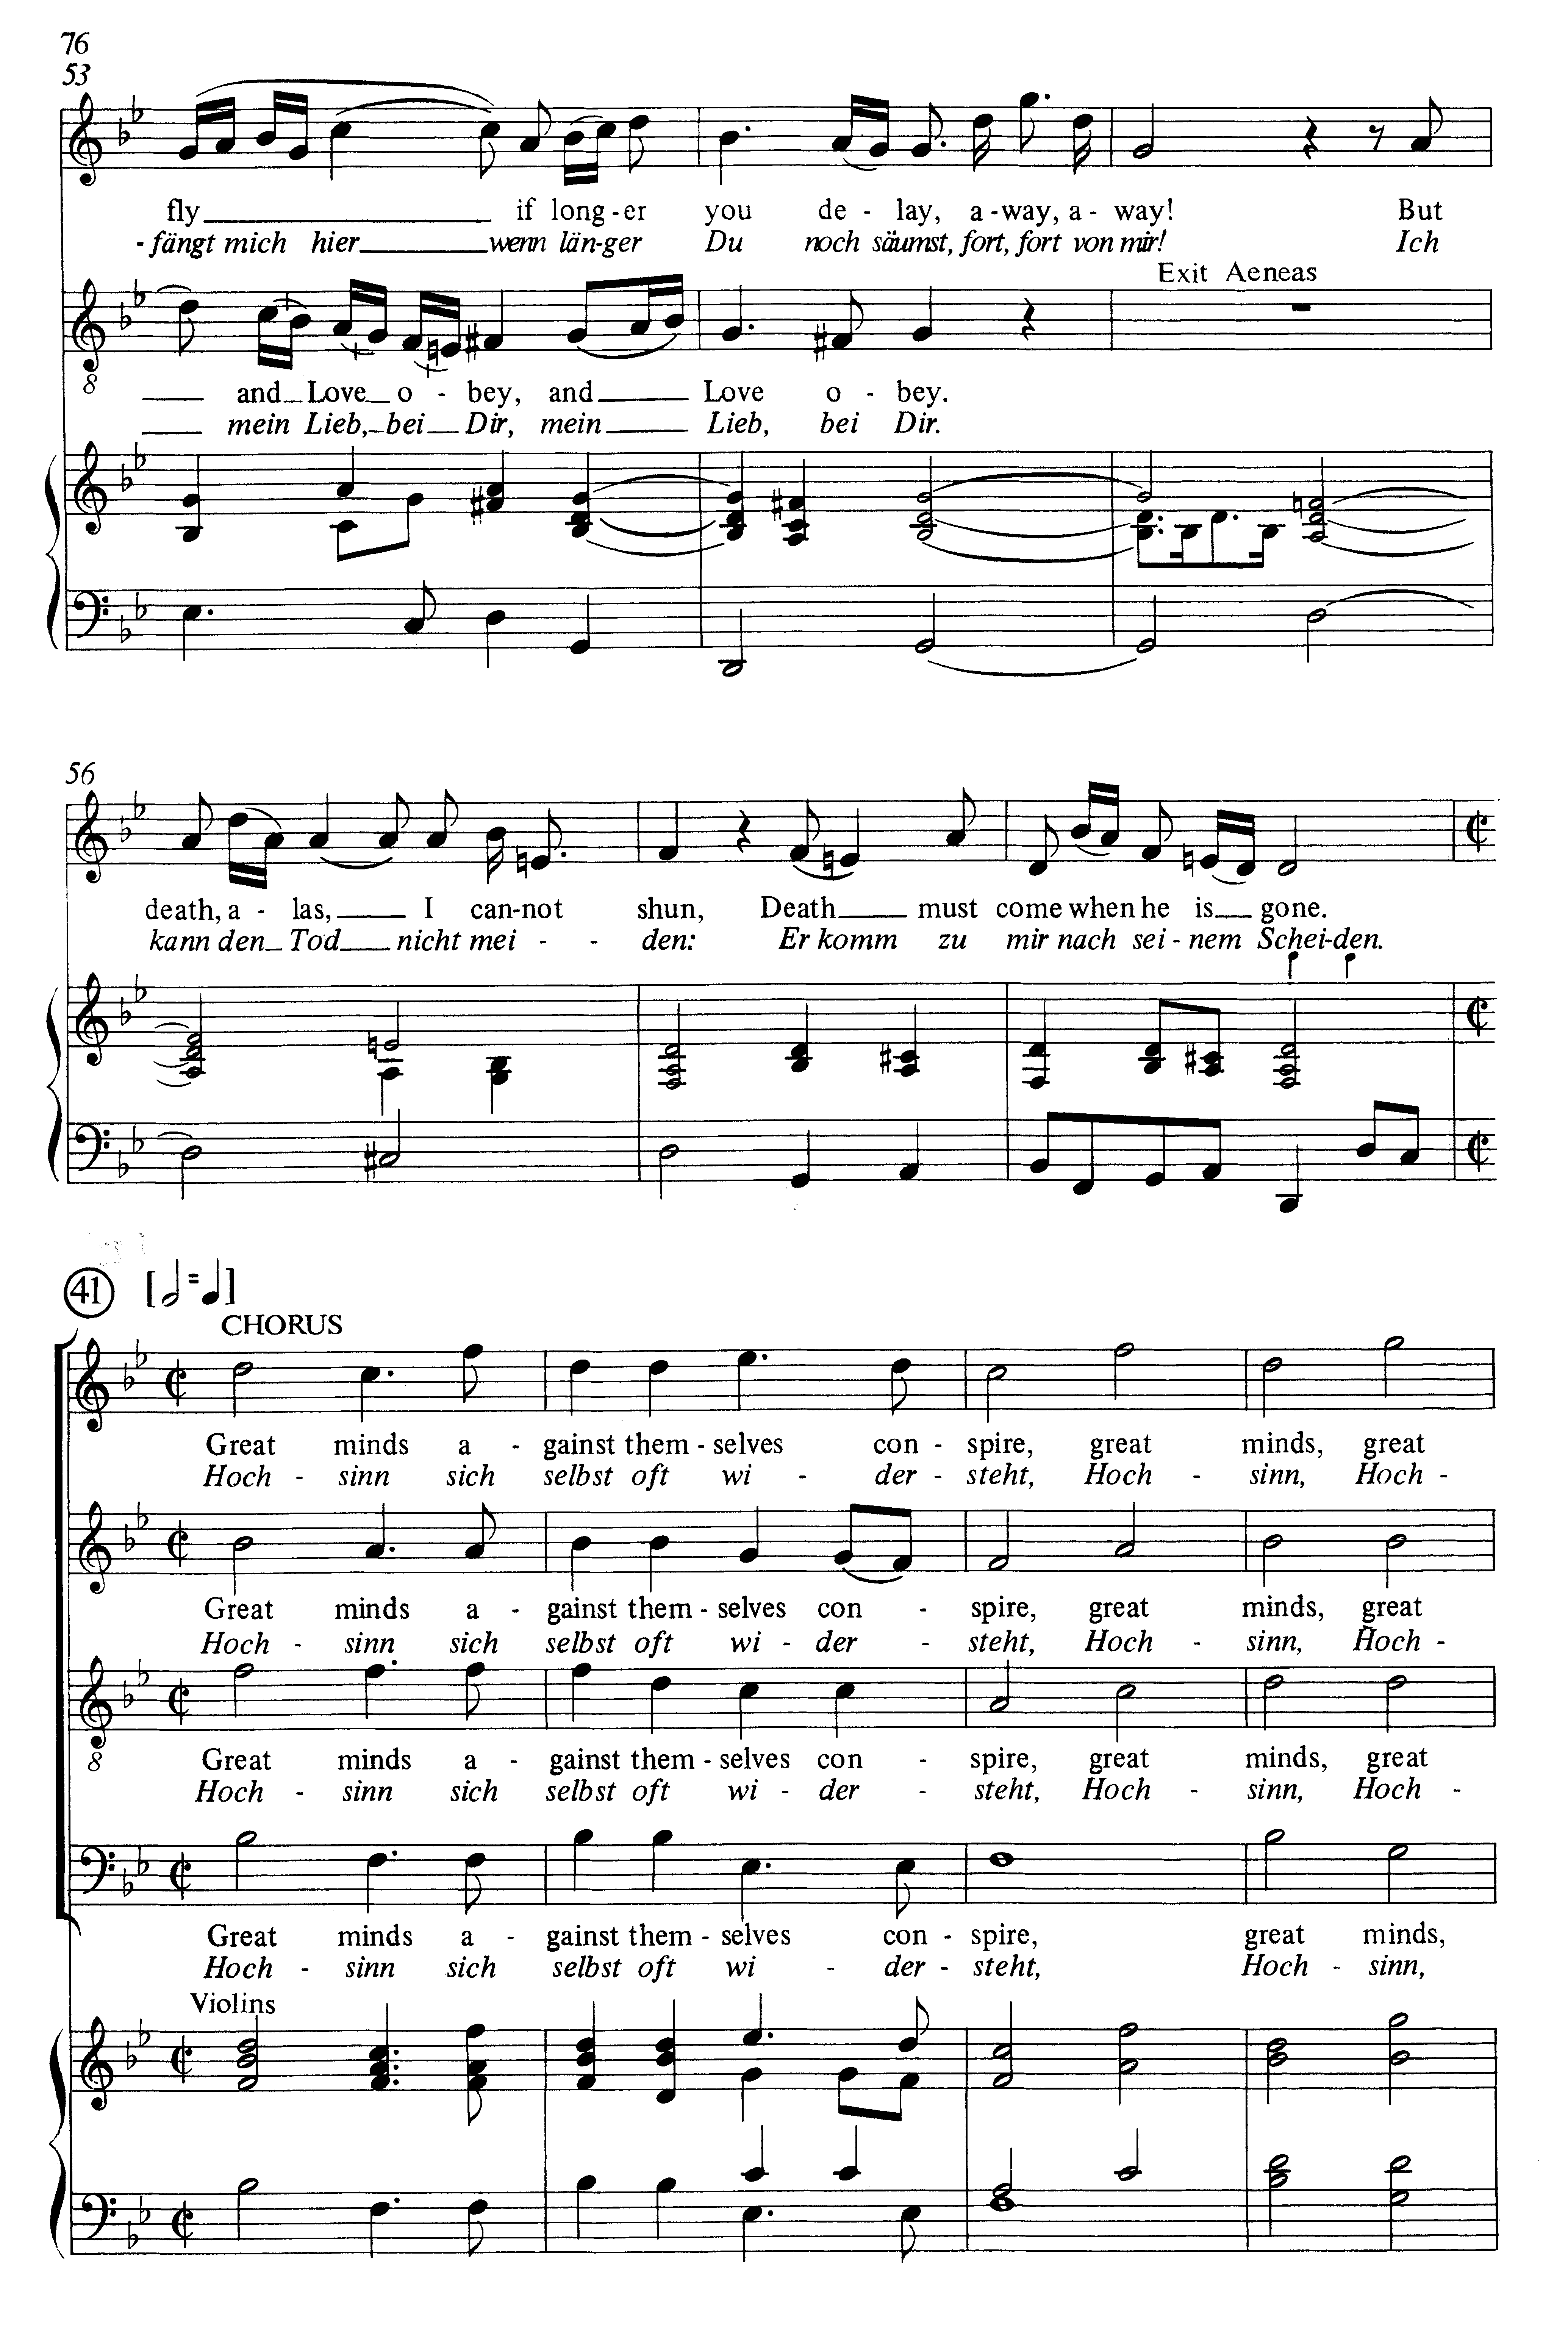 76
53
fly if long-er you de - lay, a-way, a - way! But
- fängt mich hier wenn län-ger Du noch säumst, fort, fort von mir! Ich
Exit Aeneas
8
and Love o - bey, and Love o - bey.
mein Lieb, bei Dir, mein Lieb, bei Dir.
56
death, a - las, I can-not shun, Death must come when he is gone.
kann den Tod nicht mei - - den: Er komm zu mir nach sei - nem Schei-den.
41
CHORUS
Great minds a - gainst them - selves con - spire, great minds, great
Hoch - sinn sich selbst oft wi - der - steht, Hoch - sinn, Hoch -
Great minds a - gainst them - selves con - spire, great minds, great
Hoch - sinn sich selbst oft wi - der - steht, Hoch - sinn, Hoch -
8
Great minds a - gainst them - selves con - spire, great minds, great
Hoch - sinn sich selbst oft wi - der - steht, Hoch - sinn, Hoch -
Great minds a - gainst them - selves con - spire, great minds,
Hoch - sinn sich selbst oft wi - der - steht, Hoch - sinn,
Violins